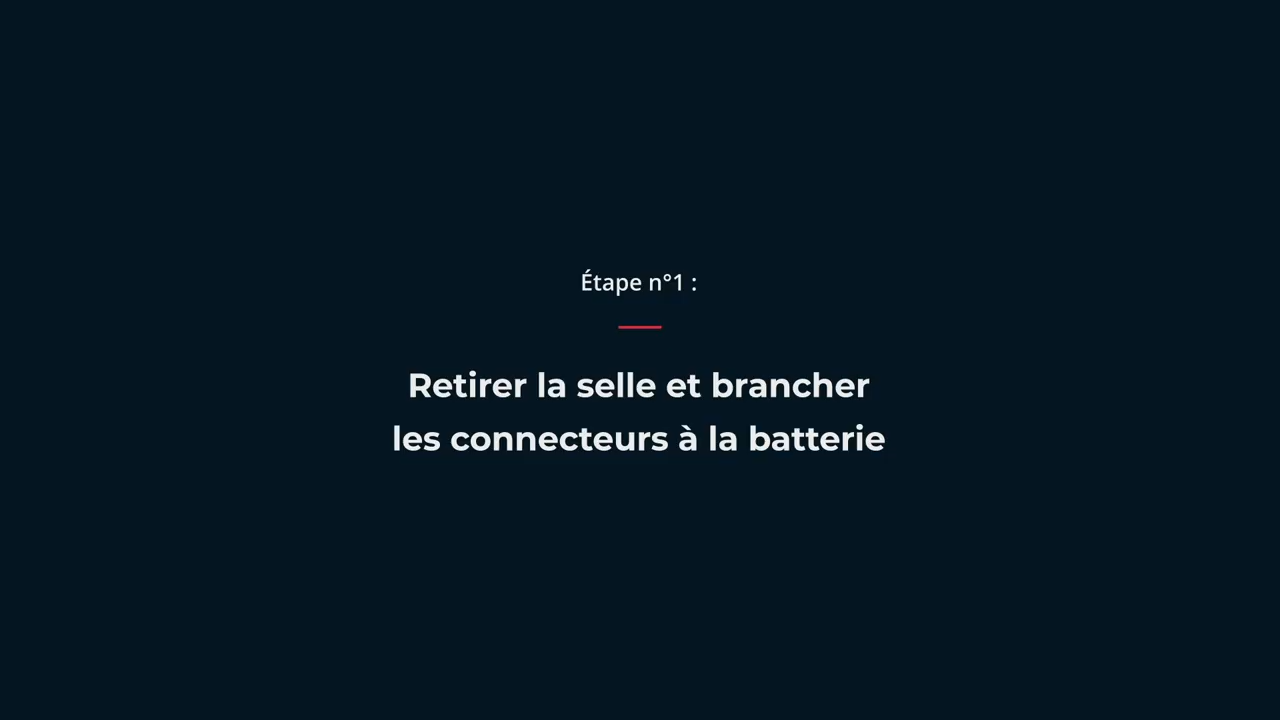 Étape n°1 :
Retirer la selle et brancher
les connecteurs à la batterie